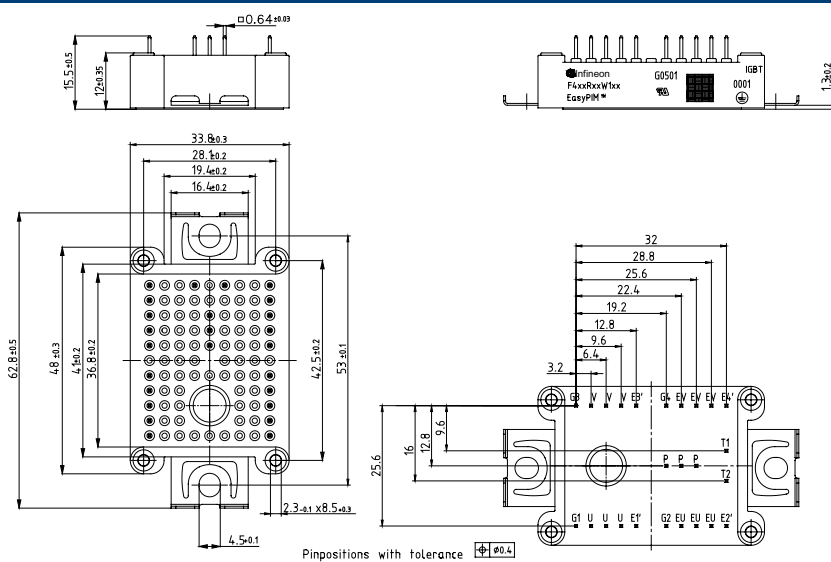 □0.64±0.03
15.5±0.5
12±0.35
infineon
F4xxRxxW1xx
EasyPIM™
G0501
IGBT
0001
1.3±0.2
33.8±0.3
28.1±0.2
19.4±0.2
16.4±0.2
62.8±0.5
48±0.3
41±0.2
36.8±0.2
42.5±0.2
53±0.1
2.3-0.1 x8.5+0.3
4.5+0.1
32
28.8
25.6
22.4
19.2
12.8
9.6
6.4
3.2
G3 V V V E3' G4 EV EV EV E4'
25.6
16
12.8
9.6
T1
P P P
T2
G1 U U U E1' G2 EU EU EU E2'
Pinpositions with tolerance ⌖ ⌀0.4